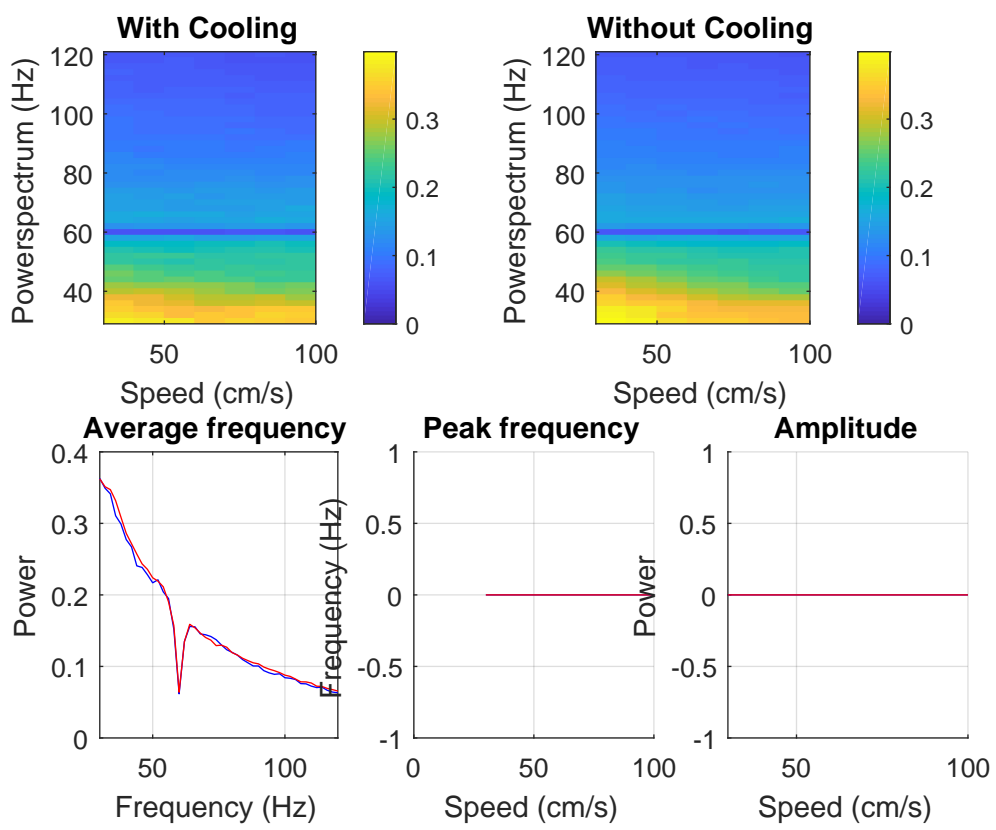 With Cooling
Powerspectrum (Hz)
120
100
80
60
40
50
100
Speed (cm/s)
0.3
0.2
0.1
0
Without Cooling
Powerspectrum (Hz)
120
100
80
60
40
50
100
Speed (cm/s)
0.3
0.2
0.1
0
Average frequency
Power
0.4
0.3
0.2
0.1
0
50
100
Frequency (Hz)
Peak frequency
Frequency (Hz)
1
0.5
0
-0.5
-1
0
50
100
Speed (cm/s)
Amplitude
Power
1
0.5
0
-0.5
-1
50
100
Speed (cm/s)